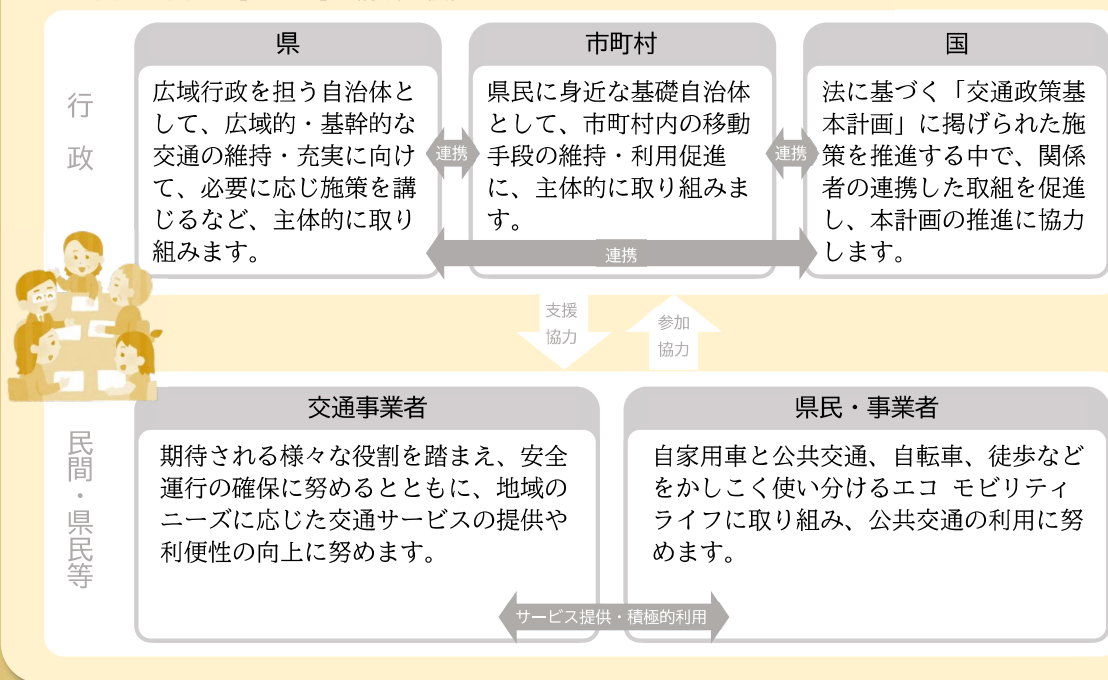 行政
県
広域行政を担う自治体と
して、広域的・基幹的な
交通の維持・充実に向け
て、必要に応じ施策を講
じるなど、主体的に取り
組みます。
連携
市町村
県民に身近な基礎自治体
として、市町村内の移動
手段の維持・利用促進
に、主体的に取り組みま
す。
連携
国
法に基づく「交通政策基
本計画」に掲げられた施
策を推進する中で、関係
者の連携した取組を促進
し、本計画の推進に協力
します。
連携
支援
協力
参加
協力
民間・県民等
交通事業者
期待される様々な役割を踏まえ、安全
運行の確保に努めるとともに、地域の
ニーズに応じた交通サービスの提供や
利便性の向上に努めます。
県民・事業者
自家用車と公共交通、自転車、徒歩など
をかしこく使い分けるエコ モビリティ
ライフに取り組み、公共交通の利用に努
めます。
サービス提供・積極的利用